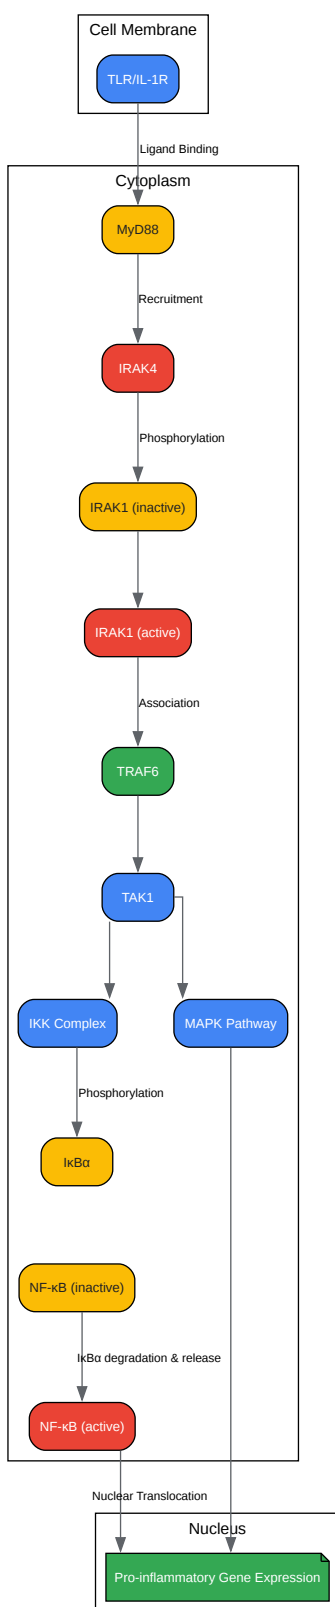 Cell Membrane
TLR/IL-1R
Ligand Binding
Cytoplasm
MyD88
Recruitment
IRAK4
Phosphorylation
IRAK1 (inactive)
IRAK1 (active)
Association
TRAF6
TAK1
IKK Complex
MAPK Pathway
Phosphorylation
IκBα
NF-κB (inactive)
IκBα degradation & release
NF-κB (active)
Nuclear Translocation
Nucleus
Pro-inflammatory Gene Expression